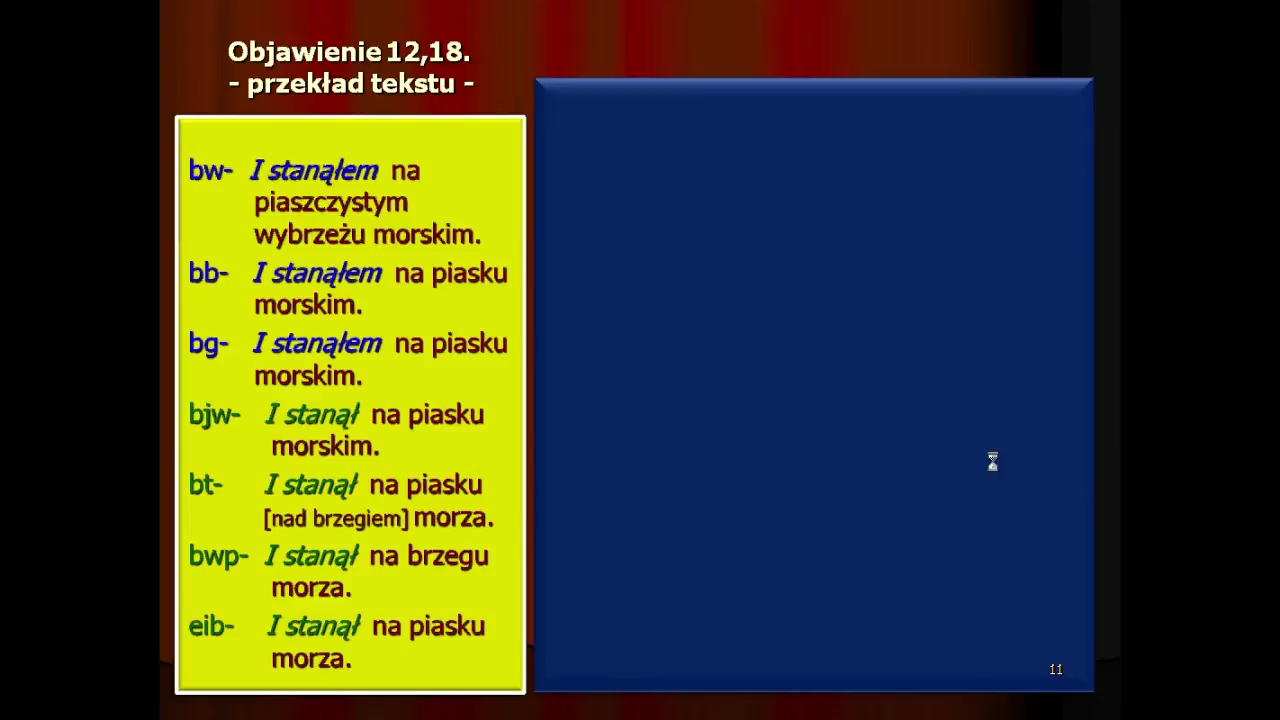 Objawienie 12,18.
- przekład tekstu -
bw- I stanąłem na
piaszczystym
wybrzeżu morskim.
bb- I stanąłem na piasku
morskim.
bg- I stanąłem na piasku
morskim.
bjw- I stanął na piasku
morskim.
bt- I stanął na piasku
[nad brzegiem] morza.
bwp- I stanął na brzegu
morza.
eib- I stanął na piasku
morza.
11